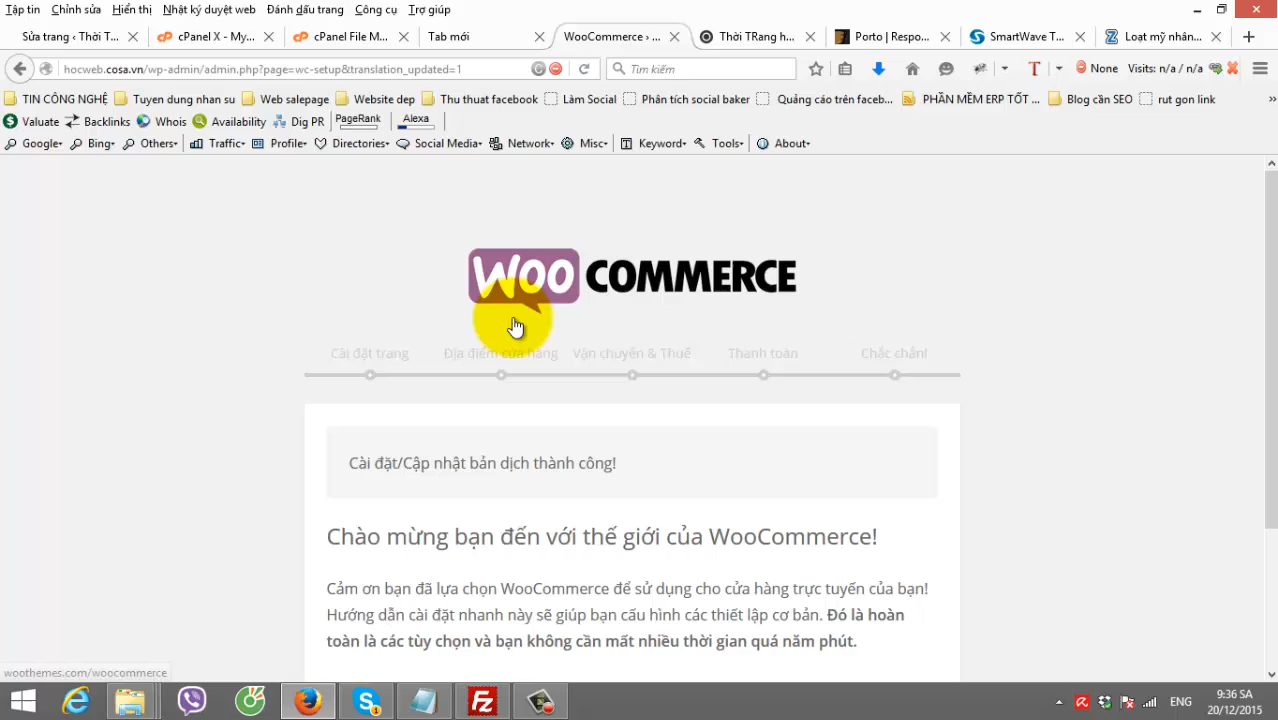 Tập tin Chỉnh sửa Hiển thị Nhật ký duyệt web Đánh dấu trang Công cụ Trợ giúp
Sửa trang ‹ Thời T... cPanel X - My... cPanel File M... Tab mới WooCommerce › ... Thời TRang h... Porto | Respo... SmartWave T... Loạt mỹ nhân...
hocweb.cosa.vn/wp-admin/admin.php?page=wc-setup&translation_updated=1 Tìm kiếm None Visits: n/a / n/a
TIN CÔNG NGHỆ Tuyen dung nhan su Web salepage Website dep Thu thuat facebook Làm Social Phân tích social baker Quảng cáo trên faceb... PHẦN MỀM ERP TỐT ... Blog cần SEO rut gon link
Valuate Backlinks Whois Availability Dig PR PageRank Alexa
Google Bing Others Traffic Profile Directories Social Media Network Misc Keyword Tools About
WOO COMMERCE
Cài đặt trang Địa điểm cửa hàng Vận chuyển & Thuế Thanh toán Chắc chắn!
Cài đặt/Cập nhật bản dịch thành công!
Chào mừng bạn đến với thế giới của WooCommerce!
Cảm ơn bạn đã lựa chọn WooCommerce để sử dụng cho cửa hàng trực tuyến của bạn!
Hướng dẫn cài đặt nhanh này sẽ giúp bạn cấu hình các thiết lập cơ bản. Đó là hoàn
toàn là các tùy chọn và bạn không cần mất nhiều thời gian quá năm phút.
woothemes.com/woocommerce
ENG 9:36 SA
20/12/2015